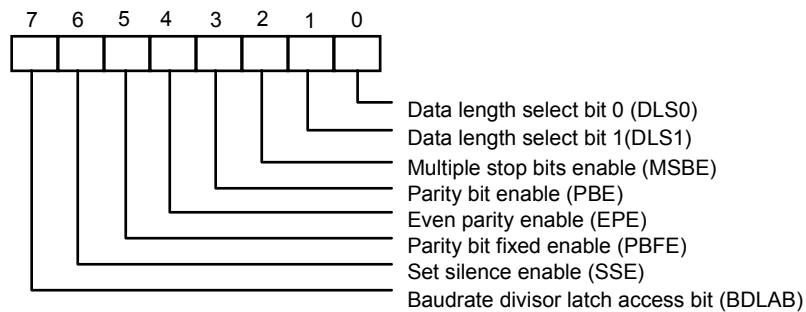 7 6 5 4 3 2 1 0
Data length select bit 0 (DLS0)
Data length select bit 1(DLS1)
Multiple stop bits enable (MSBE)
Parity bit enable (PBE)
Even parity enable (EPE)
Parity bit fixed enable (PBFE)
Set silence enable (SSE)
Baudrate divisor latch access bit (BDLAB)